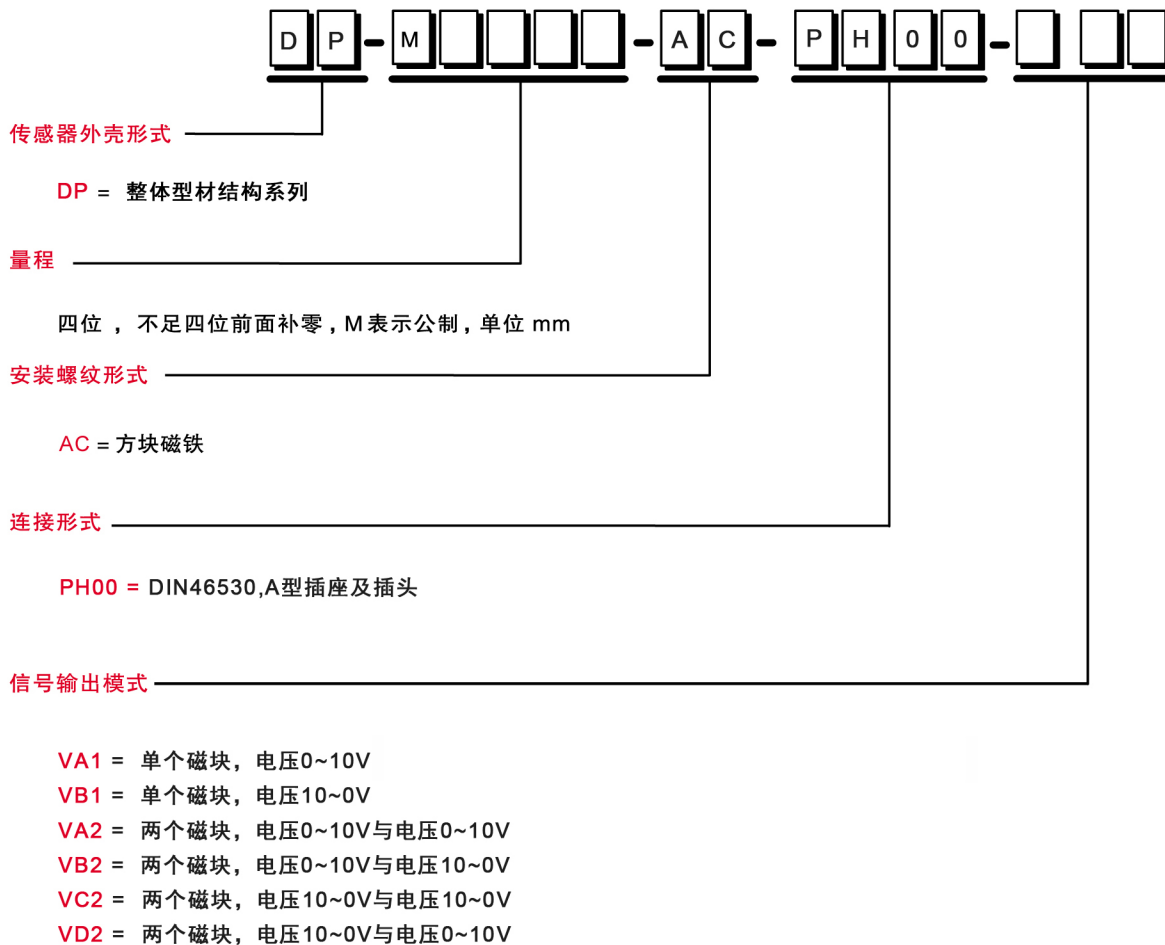 DP-M-AC-PH00-
传感器外壳形式
DP = 整体型材结构系列
量程
四位 ，不足四位前面补零，M表示公制，单位 mm
安装螺纹形式
AC = 方块磁铁
连接形式
PH00 = DIN46530,A型插座及插头
信号输出模式
VA1 = 单个磁块，电压0~10V
VB1 = 单个磁块，电压10~0V
VA2 = 两个磁块，电压0~10V与电压0~10V
VB2 = 两个磁块，电压0~10V与电压10~0V
VC2 = 两个磁块，电压10~0V与电压10~0V
VD2 = 两个磁块，电压10~0V与电压0~10V